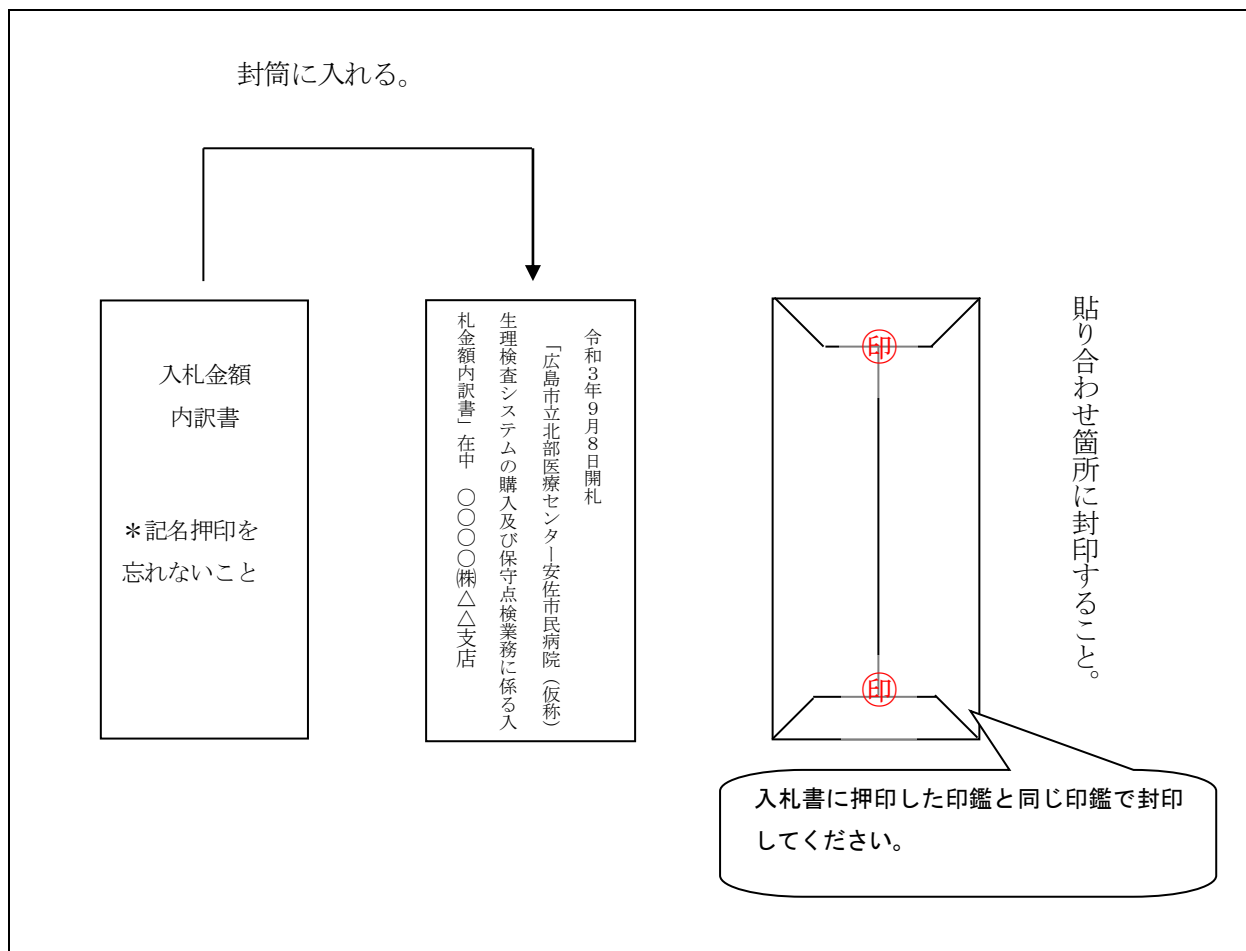 封筒に入れる。
入札金額
内訳書
＊記名押印を
忘れないこと
令和３年９月８日開札
「広島市立北部医療センター安佐市民病院（仮称）
生理検査システムの購入及び保守点検業務に係る入
札金額内訳書」在中　○○○○㈱△△支店
印
印
貼り合わせ箇所に封印すること。
入札書に押印した印鑑と同じ印鑑で封印
してください。